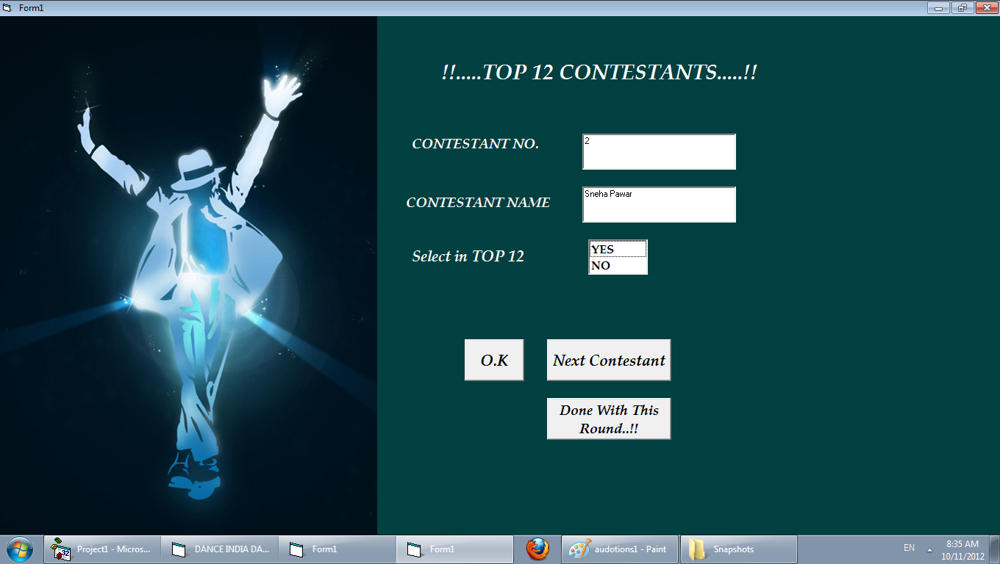 Form1
!!.....TOP 12 CONTESTANTS.....!!
CONTESTANT NO.
2
CONTESTANT NAME
Sneha Pawar
Select in TOP 12
YES
NO
O.K
Next Contestant
Done With This
Round..!!
32
Project1 - Micros...
DANCE INDIA DA...
Form1
Form1
audotions1 - Paint
Snapshots
EN
8:35 AM
10/11/2012